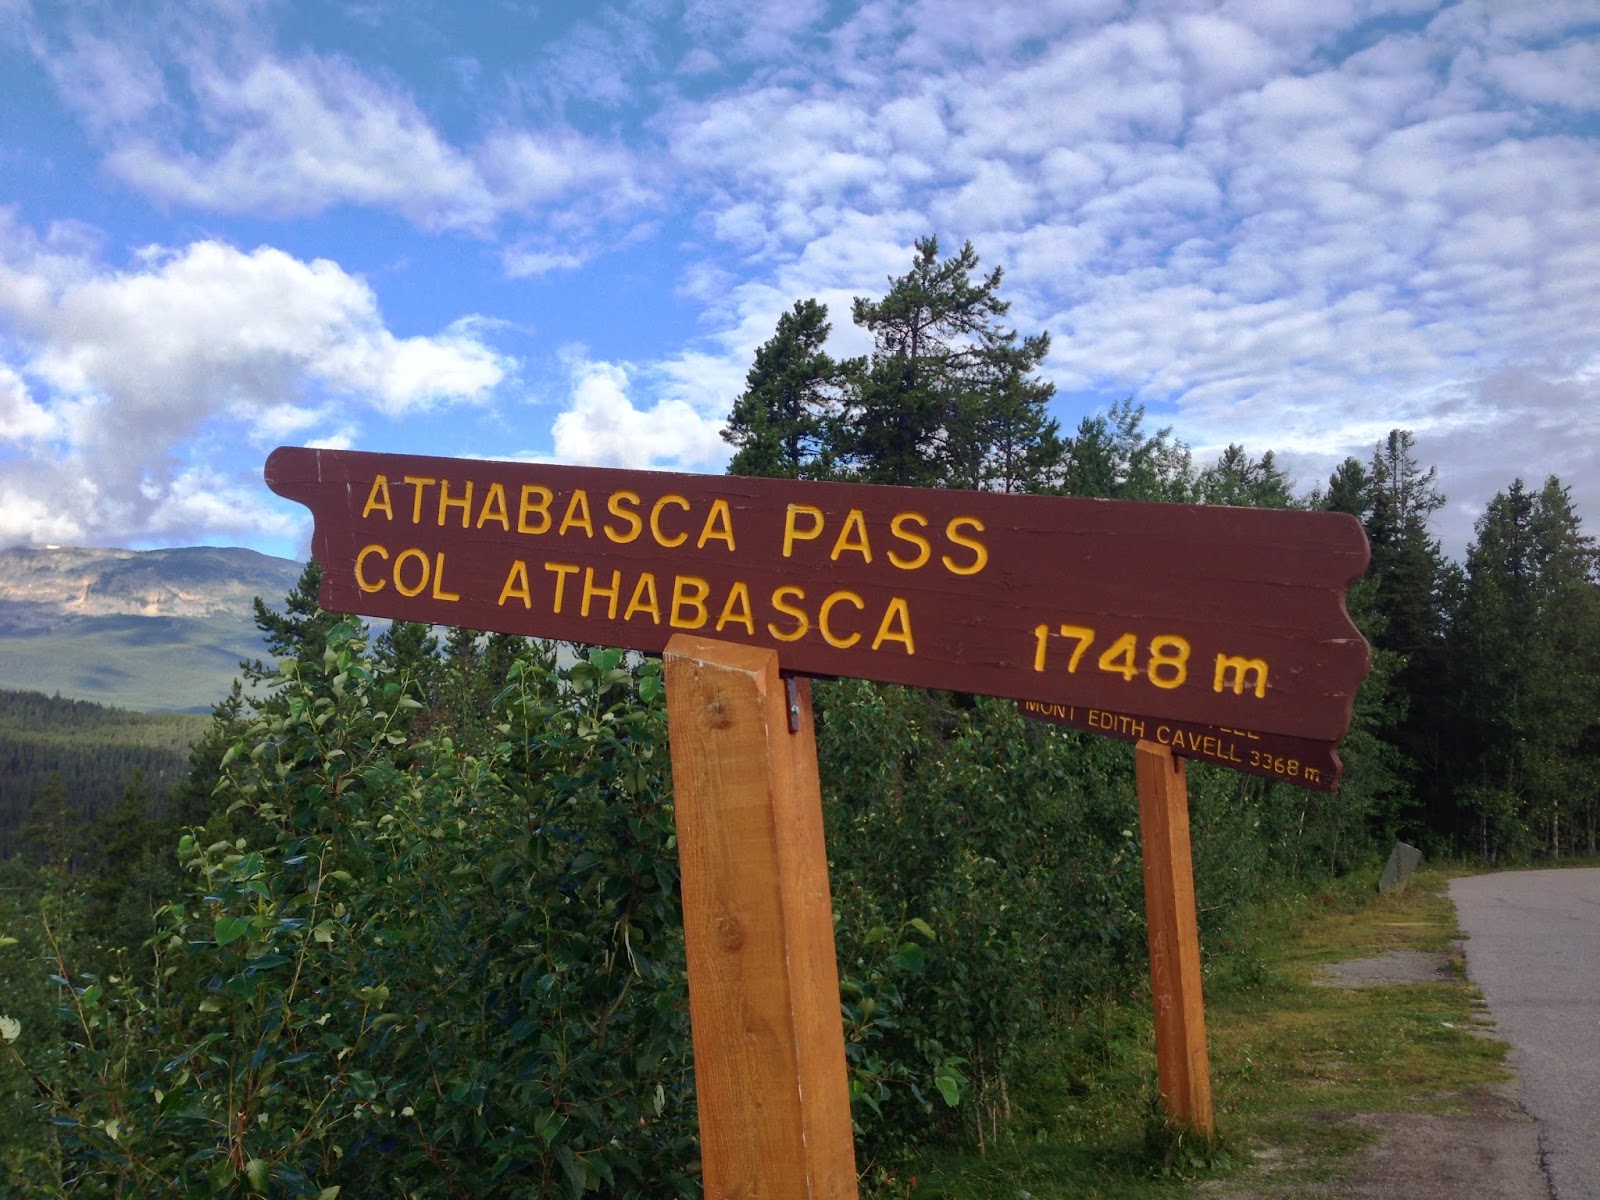 ATHABASCA PASS
COL ATHABASCA 1748 m
MONT EDITH CAVELL 3368 m